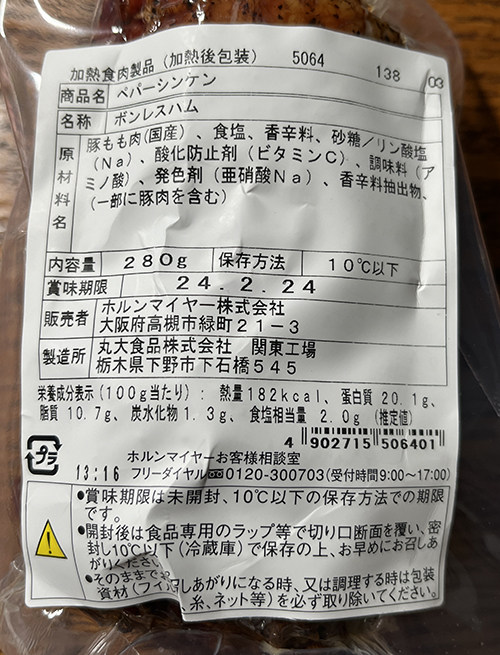 加熱食肉製品（加熱後包装） 5064 138 03
商品名 ペパーシンケン
名称 ボンレスハム
原材料名 豚もも肉(国産)、食塩、香辛料、砂糖／リン酸塩
（Na）、酸化防止剤（ビタミンC）、調味料（ア
ミノ酸）、発色剤（亜硝酸Na）、香辛料抽出物、
（一部に豚肉を含む）
内容量 280g 保存方法 10℃以下
賞味期限 24.2.24
販売者 ホルンマイヤー株式会社
大阪府高槻市緑町21－3
製造所 丸大食品株式会社 関東工場
栃木県下野市下石橋545
栄養成分表示（100g当たり）：熱量182kcal、蛋白質20.1g、
脂質10.7g、炭水化物1.3g、食塩相当量 2.0g（推定値）
4 902715 506401
プラ
ホルンマイヤーお客様相談室
13:16 フリーダイヤル 0120-300703(受付時間9:00〜17:00)
●賞味期限は未開封、10℃以下の保存方法での期限
です。
●開封後は食品専用のラップ等で切り口断面を覆い、密
封し10℃以下（冷蔵庫）で保存の上、お早めにお召しあ
がりください
●そのままでお召しあがりになる時、又は調理する時は包装
資材（フィル、糸、ネット等）を必ず取り除いてください。